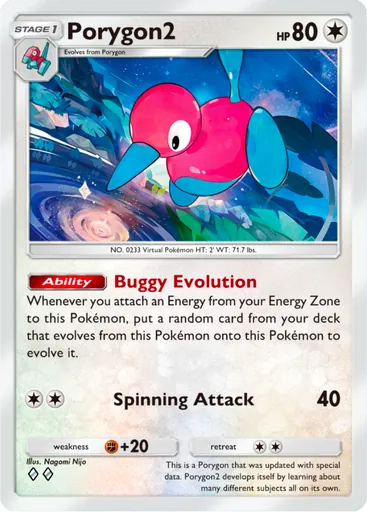 STAGE 1
Porygon2
HP 80
Evolves from Porygon
NO. 0233 Virtual Pokémon HT: 2' WT: 71.7 lbs.
Ability Buggy Evolution
Whenever you attach an Energy from your Energy Zone
to this Pokémon, put a random card from your deck
that evolves from this Pokémon onto this Pokémon to
evolve it.
Spinning Attack 40
weakness +20 retreat
Illus. Nagomi Nijo
This is a Porygon that was updated with special
data. Porygon2 develops itself by learning about
many different subjects all on its own.